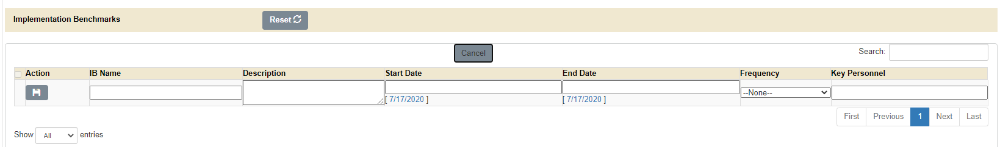 Implementation Benchmarks Reset
Cancel Search:
Action IB Name Description Start Date End Date Frequency Key Personnel
--None--
[ 7/17/2020 ] [ 7/17/2020 ]
First Previous 1 Next Last
Show All entries